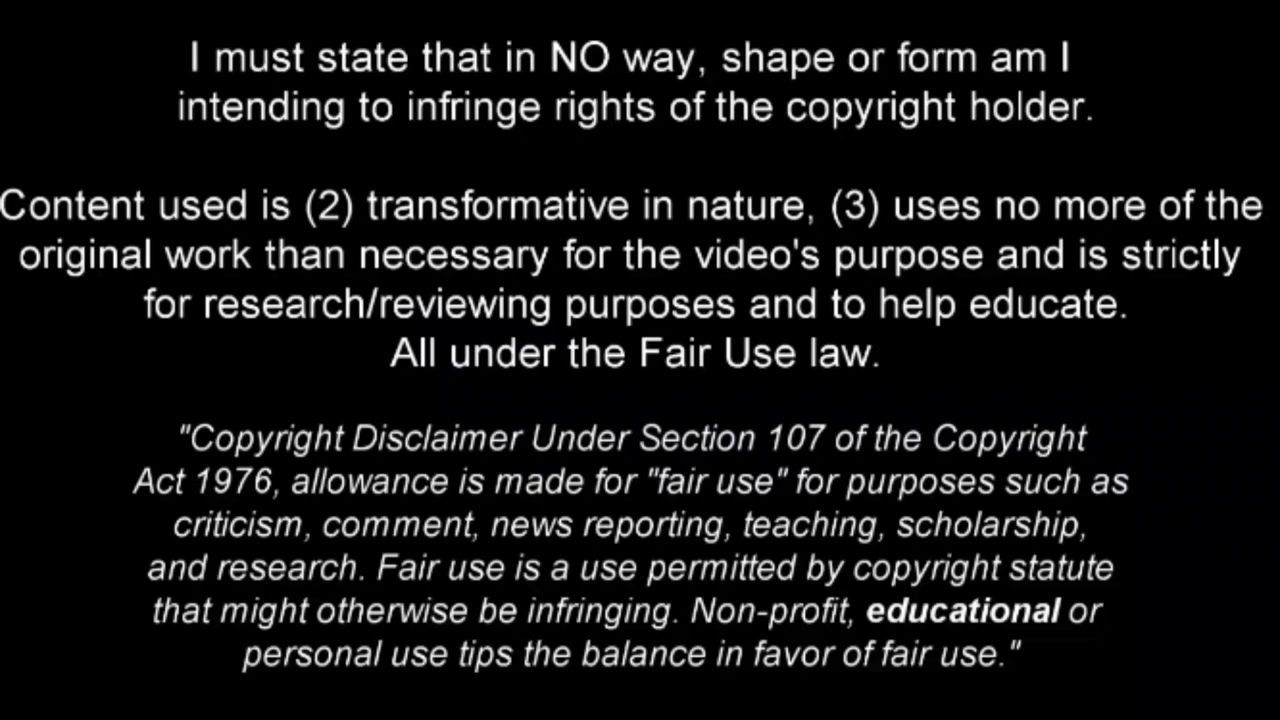 I must state that in NO way, shape or form am I
intending to infringe rights of the copyright holder.
Content used is (2) transformative in nature, (3) uses no more of the
original work than necessary for the video's purpose and is strictly
for research/reviewing purposes and to help educate.
All under the Fair Use law.
"Copyright Disclaimer Under Section 107 of the Copyright
Act 1976, allowance is made for "fair use" for purposes such as
criticism, comment, news reporting, teaching, scholarship,
and research. Fair use is a use permitted by copyright statute
that might otherwise be infringing. Non-profit, educational or
personal use tips the balance in favor of fair use."